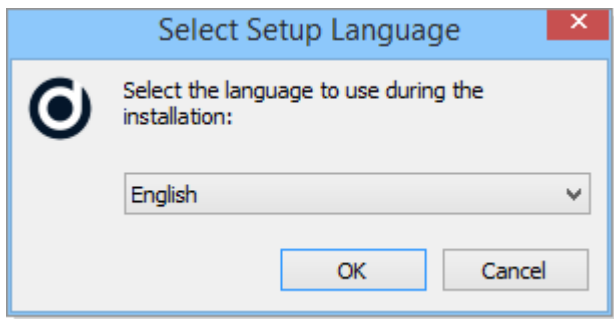 Select Setup Language
Select the language to use during the
installation:
English
OK
Cancel